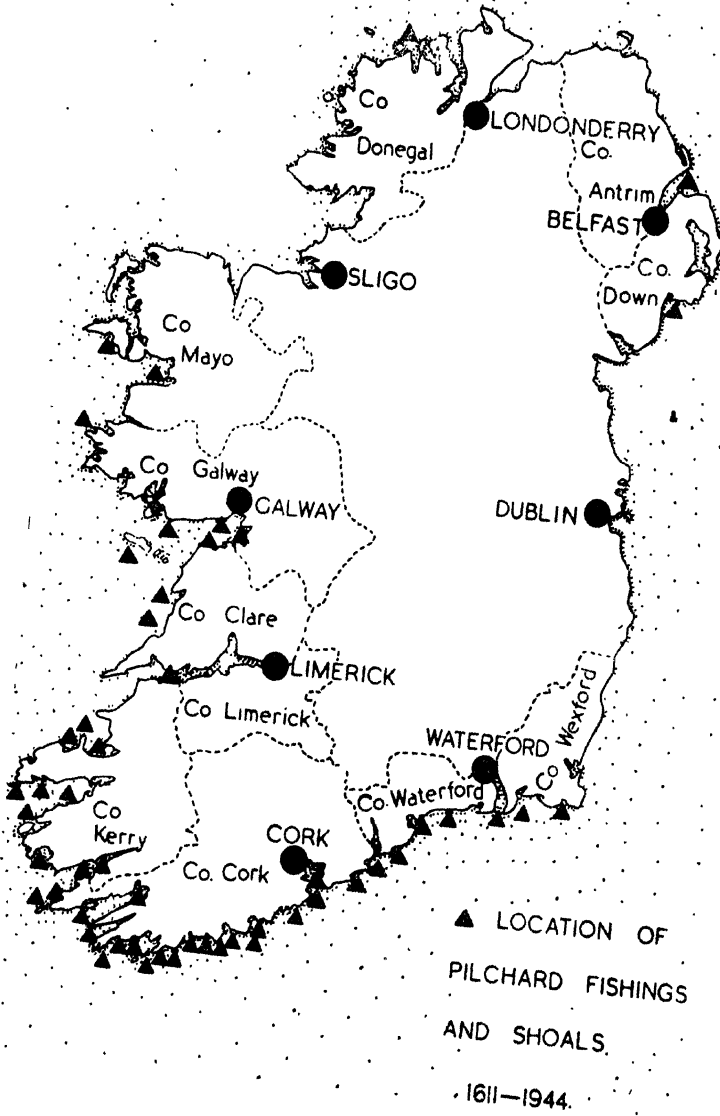 Co
Donegal
LONDONDERRY
Co.
Antrim
BELFAST
Co.
Down
SLIGO
Co
Mayo
Co Galway
GALWAY
DUBLIN
Co Clare
LIMERICK
Co Limerick
Co Wexford
WATERFORD
Co. Waterford
Co
Kerry
CORK
Co. Cork
LOCATION OF
PILCHARD FISHINGS
AND SHOALS.
1611—1944.